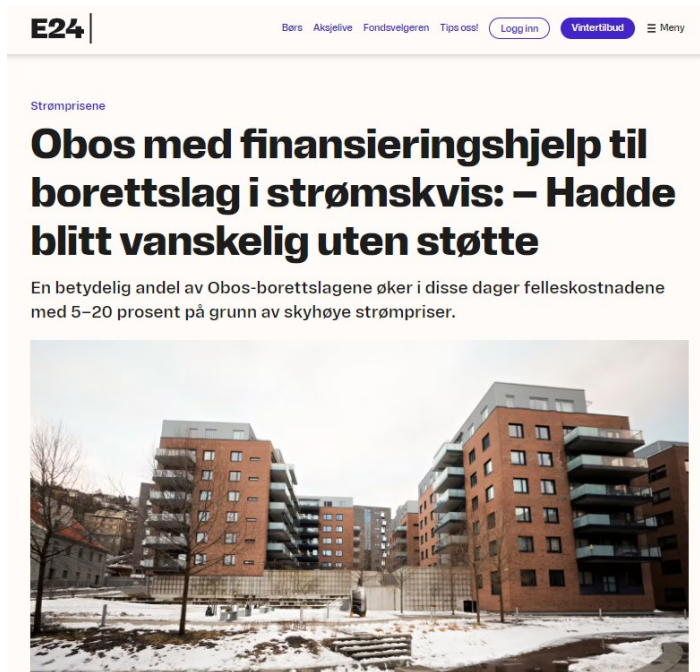 E24
Børs Aksjelive Fondsvelgeren Tips oss! Logg inn Vintertilbud Meny
Strømprisene
Obos med finansieringshjelp til
borettslag i strømskvis: – Hadde
blitt vanskelig uten støtte
En betydelig andel av Obos-borettslagene øker i disse dager felleskostnadene
med 5–20 prosent på grunn av skyhøye strømpriser.